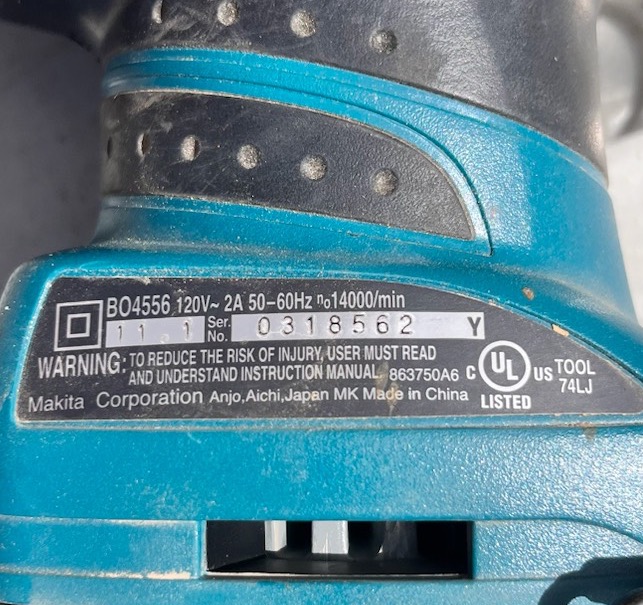 BO4556 120V~ 2A 50-60Hz n₀14000/min
11 1 Ser. No. 0318562 Y
WARNING: TO REDUCE THE RISK OF INJURY, USER MUST READ
AND UNDERSTAND INSTRUCTION MANUAL. 863750A6
C UL US LISTED
TOOL
74LJ
Makita Corporation Anjo,Aichi,Japan MK Made in China